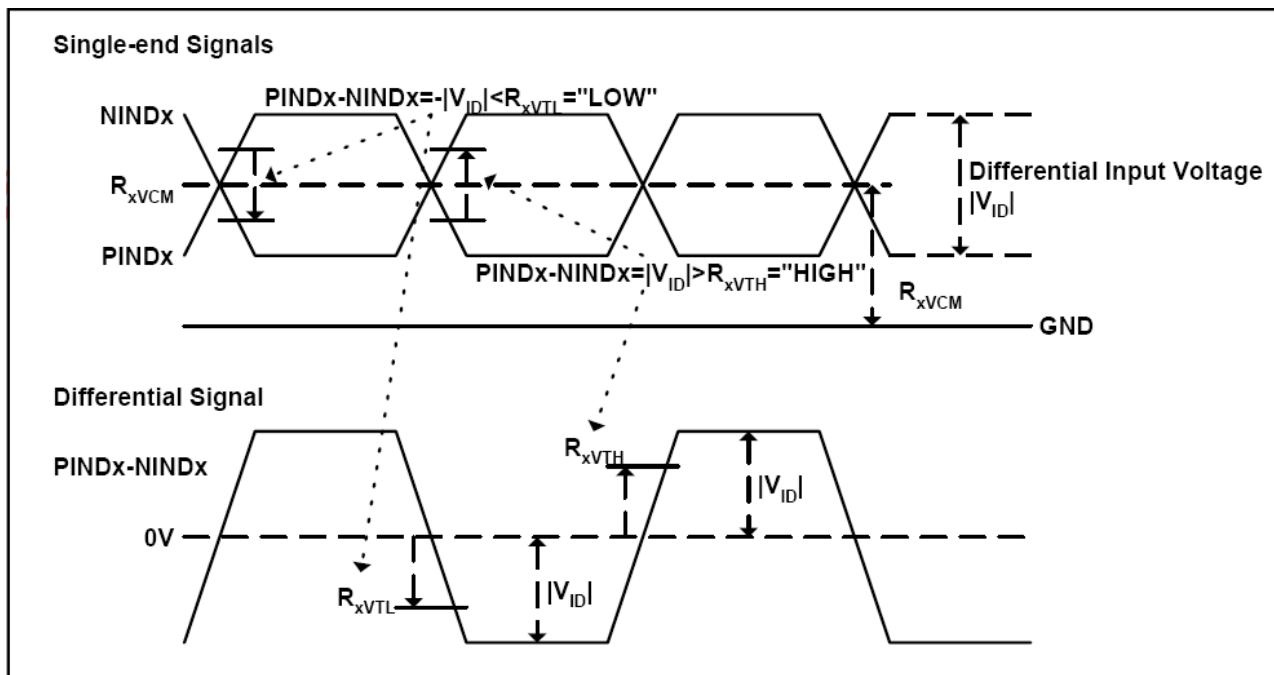 Single-end Signals
PINDx-NINDx=-|VID|<RxVTL="LOW"
NINDx
Differential Input Voltage
|VID|
RxVCM
PINDx
PINDx-NINDx=|VID|>RxVTH="HIGH"
RxVCM
GND
Differential Signal
RxVTH
PINDx-NINDx
|VID|
0V
RxVTL
|VID|